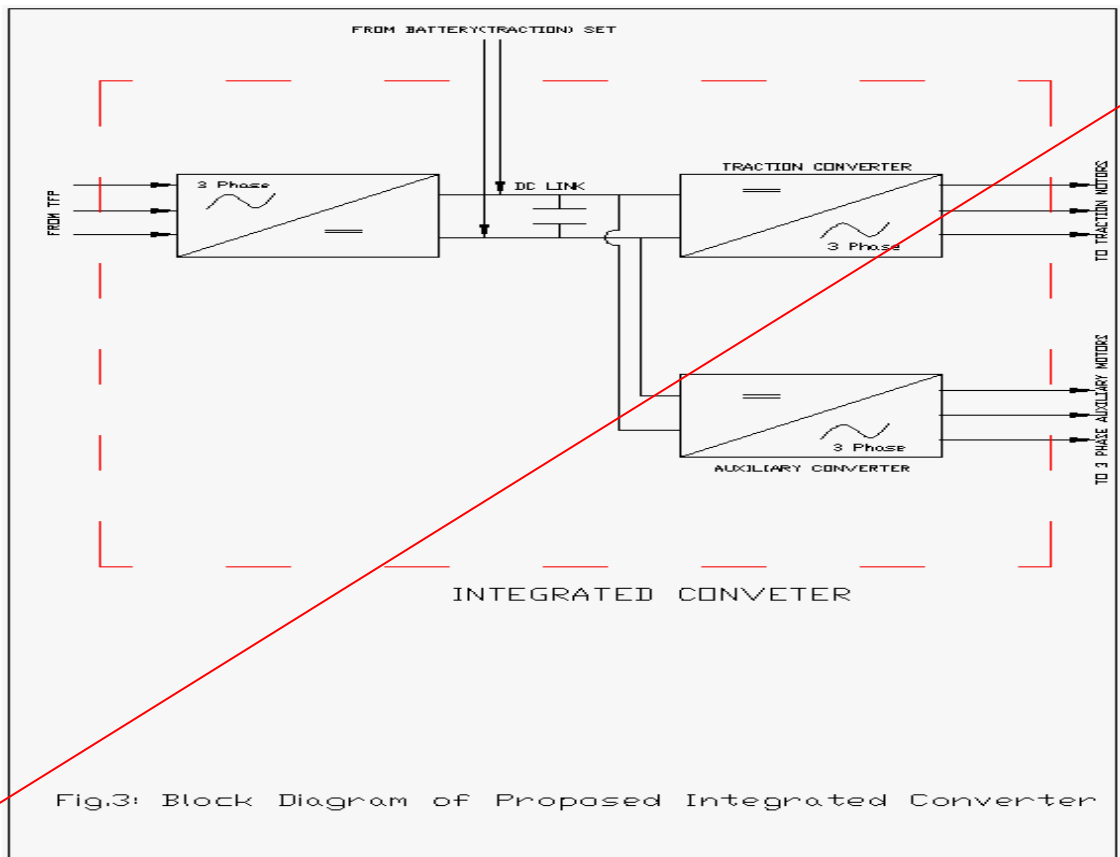 FROM BATTERY(TRACTION) SET
TRACTION CONVERTER
3 Phase
DC LINK
FROM TFP
3 Phase
TO TRACTION MOTORS
3 Phase
AUXILIARY CONVERTER
TO 3 PHASE AUXILIARY MOTORS
INTEGRATED CONVETER
Fig.3: Block Diagram of Proposed Integrated Converter